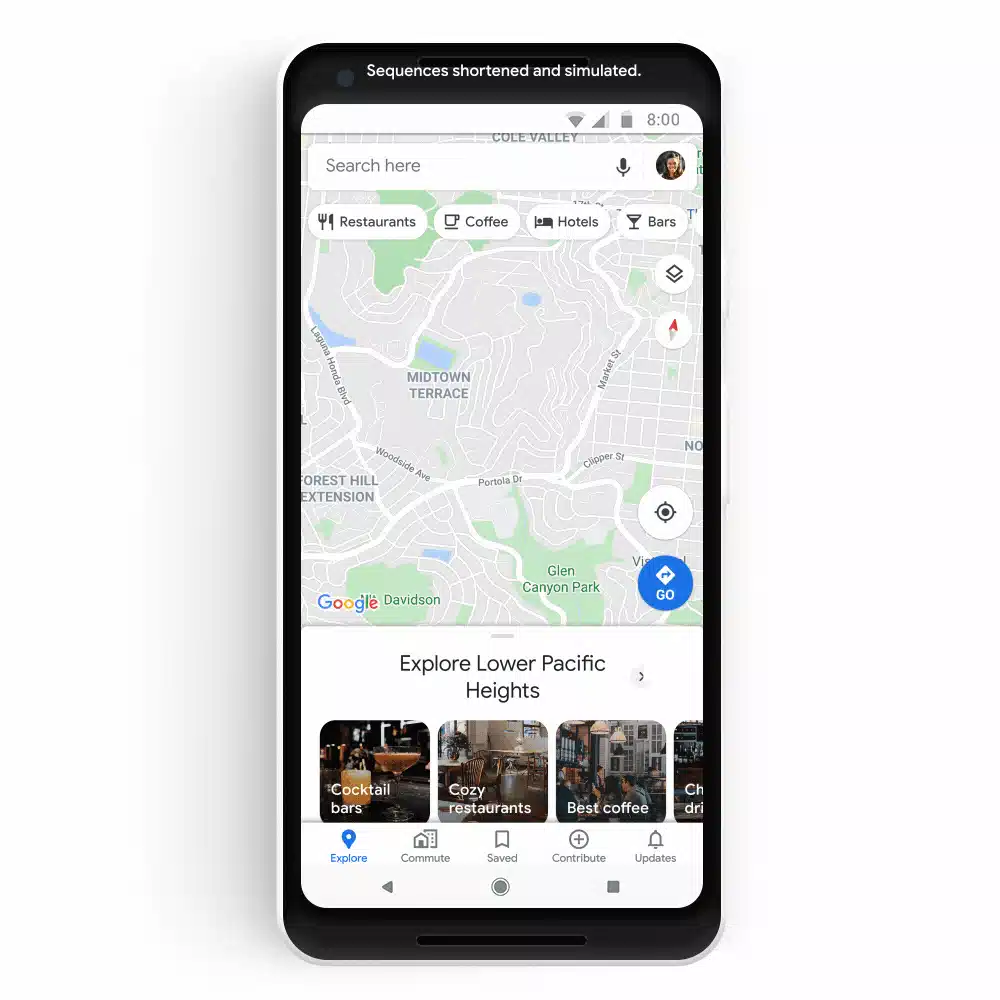 Sequences shortened and simulated.
8:00
COLE VALLEY
Search here
17th St
Restaurants
Coffee
Hotels
Bars
Laguna Honda Blvd
MIDTOWN
TERRACE
Market St
NO
Woodside Ave
Clipper St
Portola Dr
FOREST HILL
EXTENSION
Glen
Canyon Park
GO
Google
Davidson
Explore Lower Pacific
Heights
Cocktail
bars
Cozy
restaurants
Best coffee
Ch
dri
Explore
Commute
Saved
Contribute
Updates